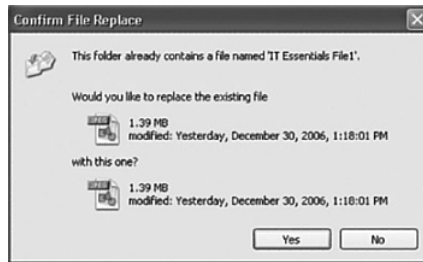 Confirm File Replace
This folder already contains a file named 'IT Essentials File1'.
Would you like to replace the existing file
1.39 MB
modified: Yesterday, December 30, 2006, 1:18:01 PM
with this one?
1.39 MB
modified: Yesterday, December 30, 2006, 1:18:01 PM
Yes
No